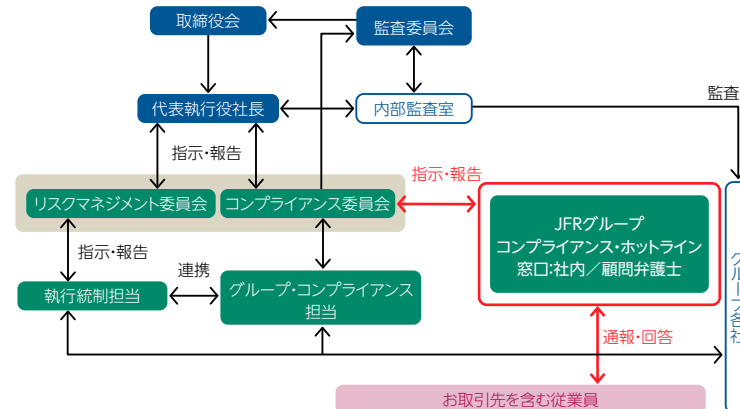 取締役会
監査委員会
代表執行役社長
内部監査室
監査
指示・報告
指示・報告
リスクマネジメント委員会
コンプライアンス委員会
JFRグループ
コンプライアンス・ホットライン
窓口:社内／顧問弁護士
グループ各社
指示・報告
連携
執行統制担当
グループ・コンプライアンス
担当
通報・回答
お取引先を含む従業員